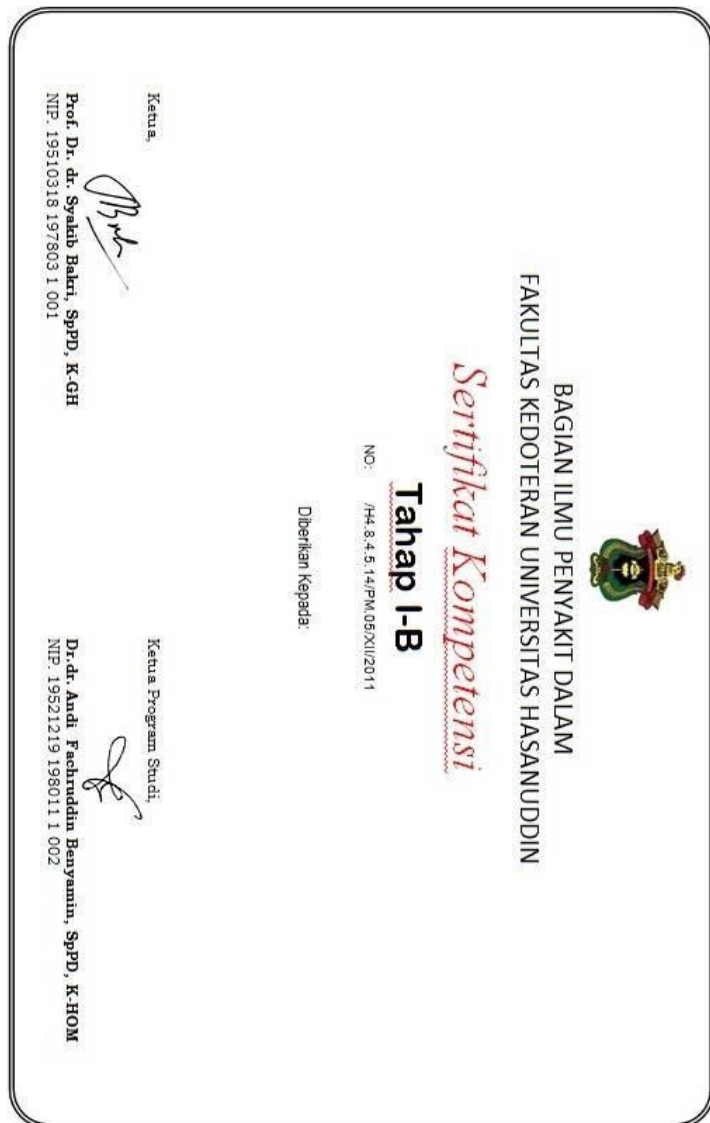 BAGIAN ILMU PENYAKIT DALAM
FAKULTAS KEDOTERAN UNIVERSITAS HASANUDDIN
Sertifikat Kompetensi
Tahap I-B
NO: /H4.8.4.5.14/PM.05/XII/2011
Diberikan Kepada:
Ketua,
Prof. Dr. dr. Syakib Bakri, SpPD, K-GH
NIP. 19510318 197803 1 001
Ketua Program Studi,
Dr.dr. Andi Fachruddin Benyamin, SpPD, K-HOM
NIP. 19521219 198011 1 002